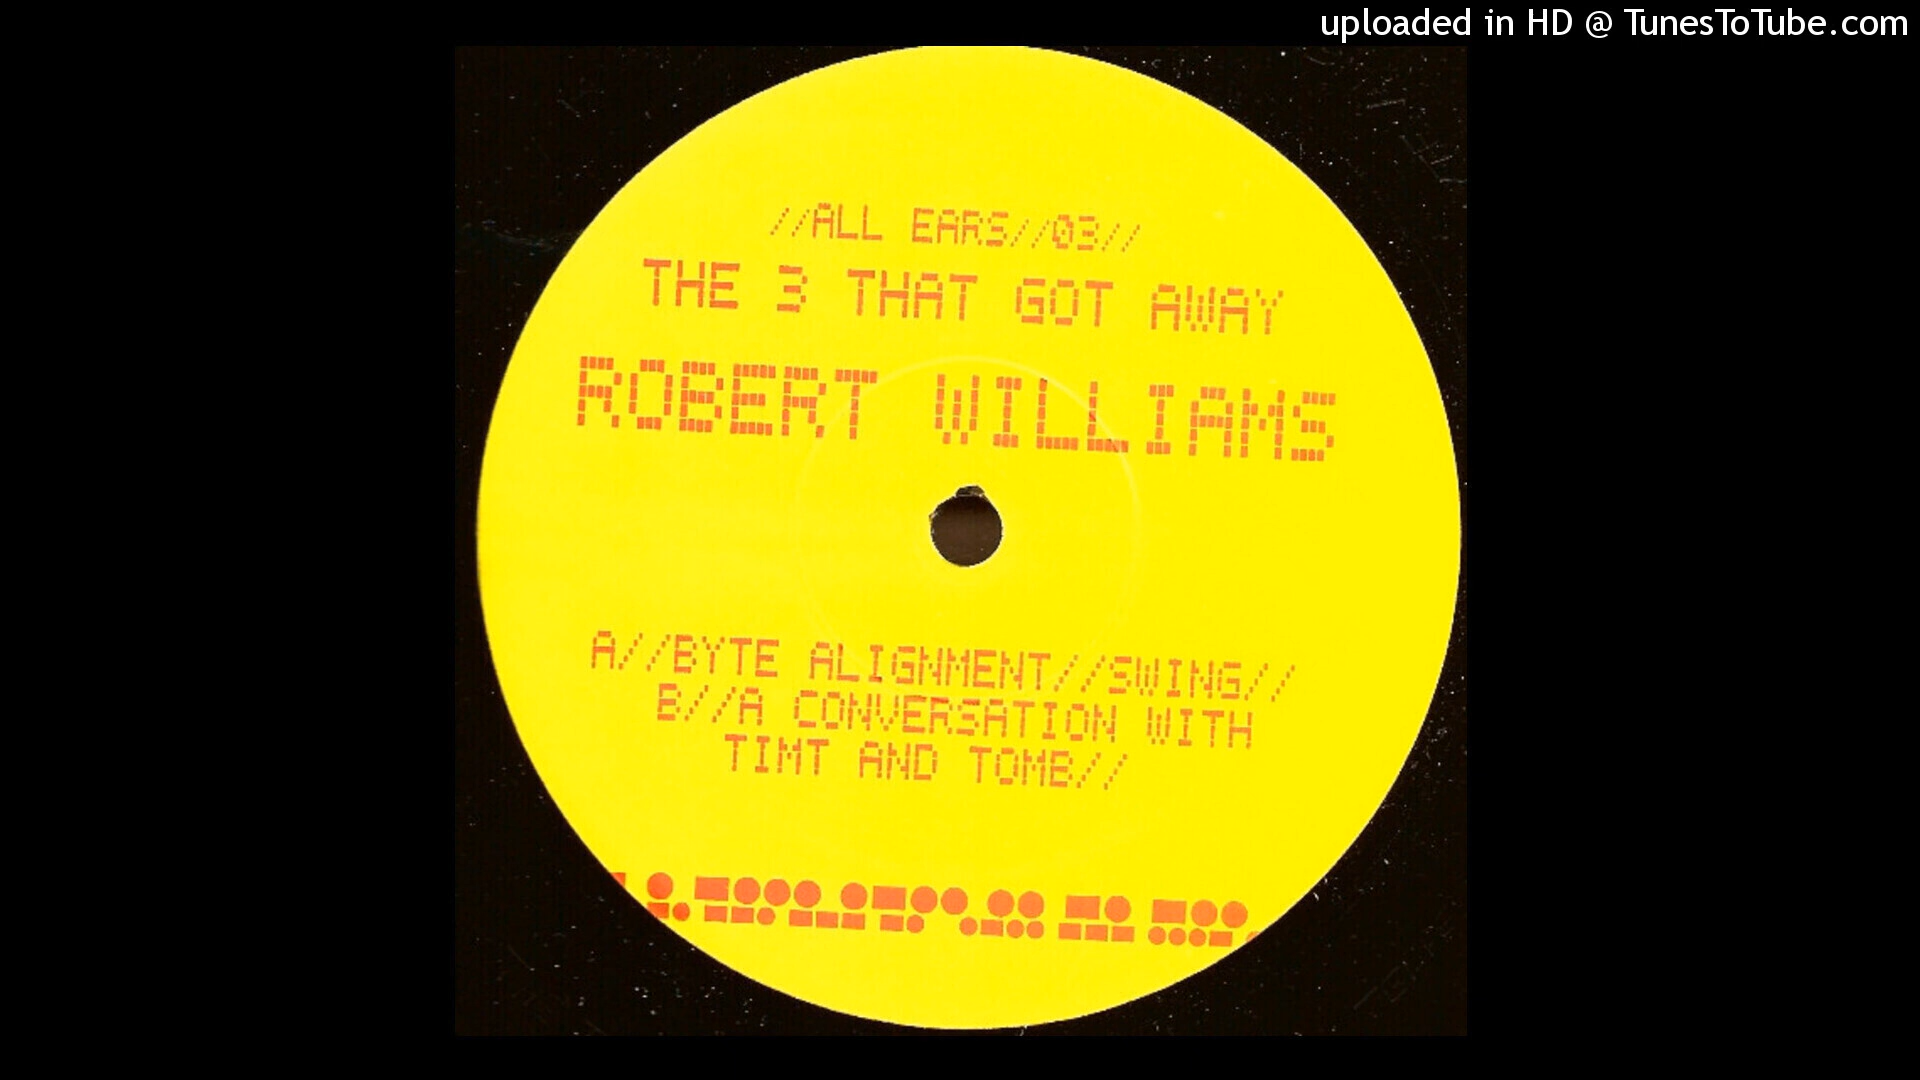 uploaded in HD @ TunesToTube.com
//ALL EARS//03//
THE 3 THAT GOT AWAY
ROBERT WILLIAMS
A//BYTE ALIGNMENT//SWING//
B//A CONVERSATION WITH
TIMT AND TOMB//